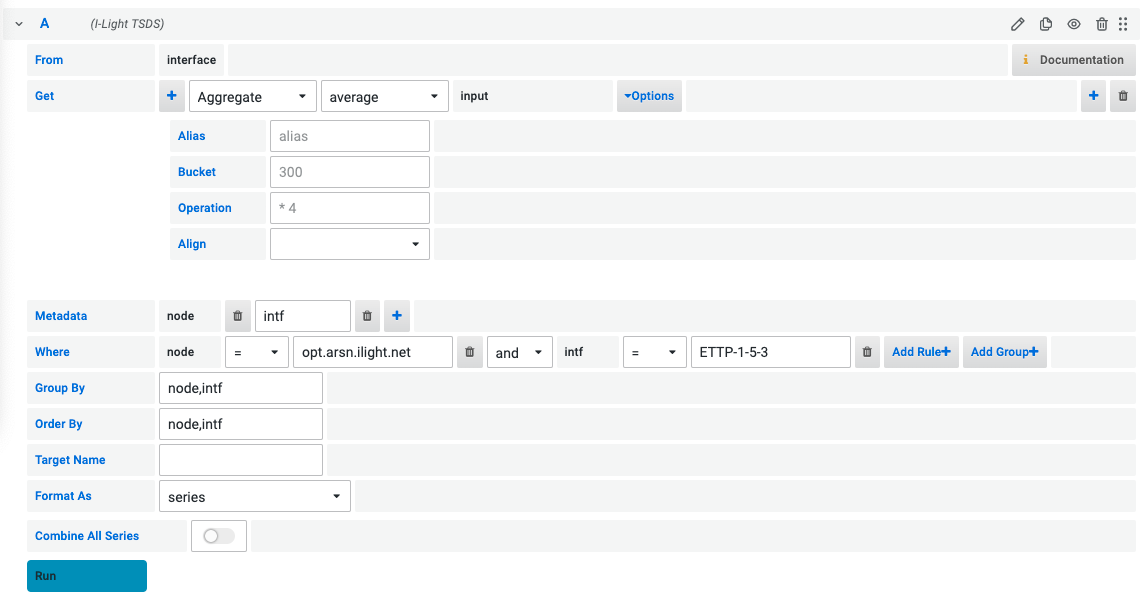 A (I-Light TSDS)
From interface Documentation
Get Aggregate average input Options
Alias alias
Bucket 300
Operation * 4
Align
Metadata node intf
Where node = opt.arsn.ilight.net and intf = ETTP-1-5-3 Add Rule+ Add Group+
Group By node,intf
Order By node,intf
Target Name
Format As series
Combine All Series
Run